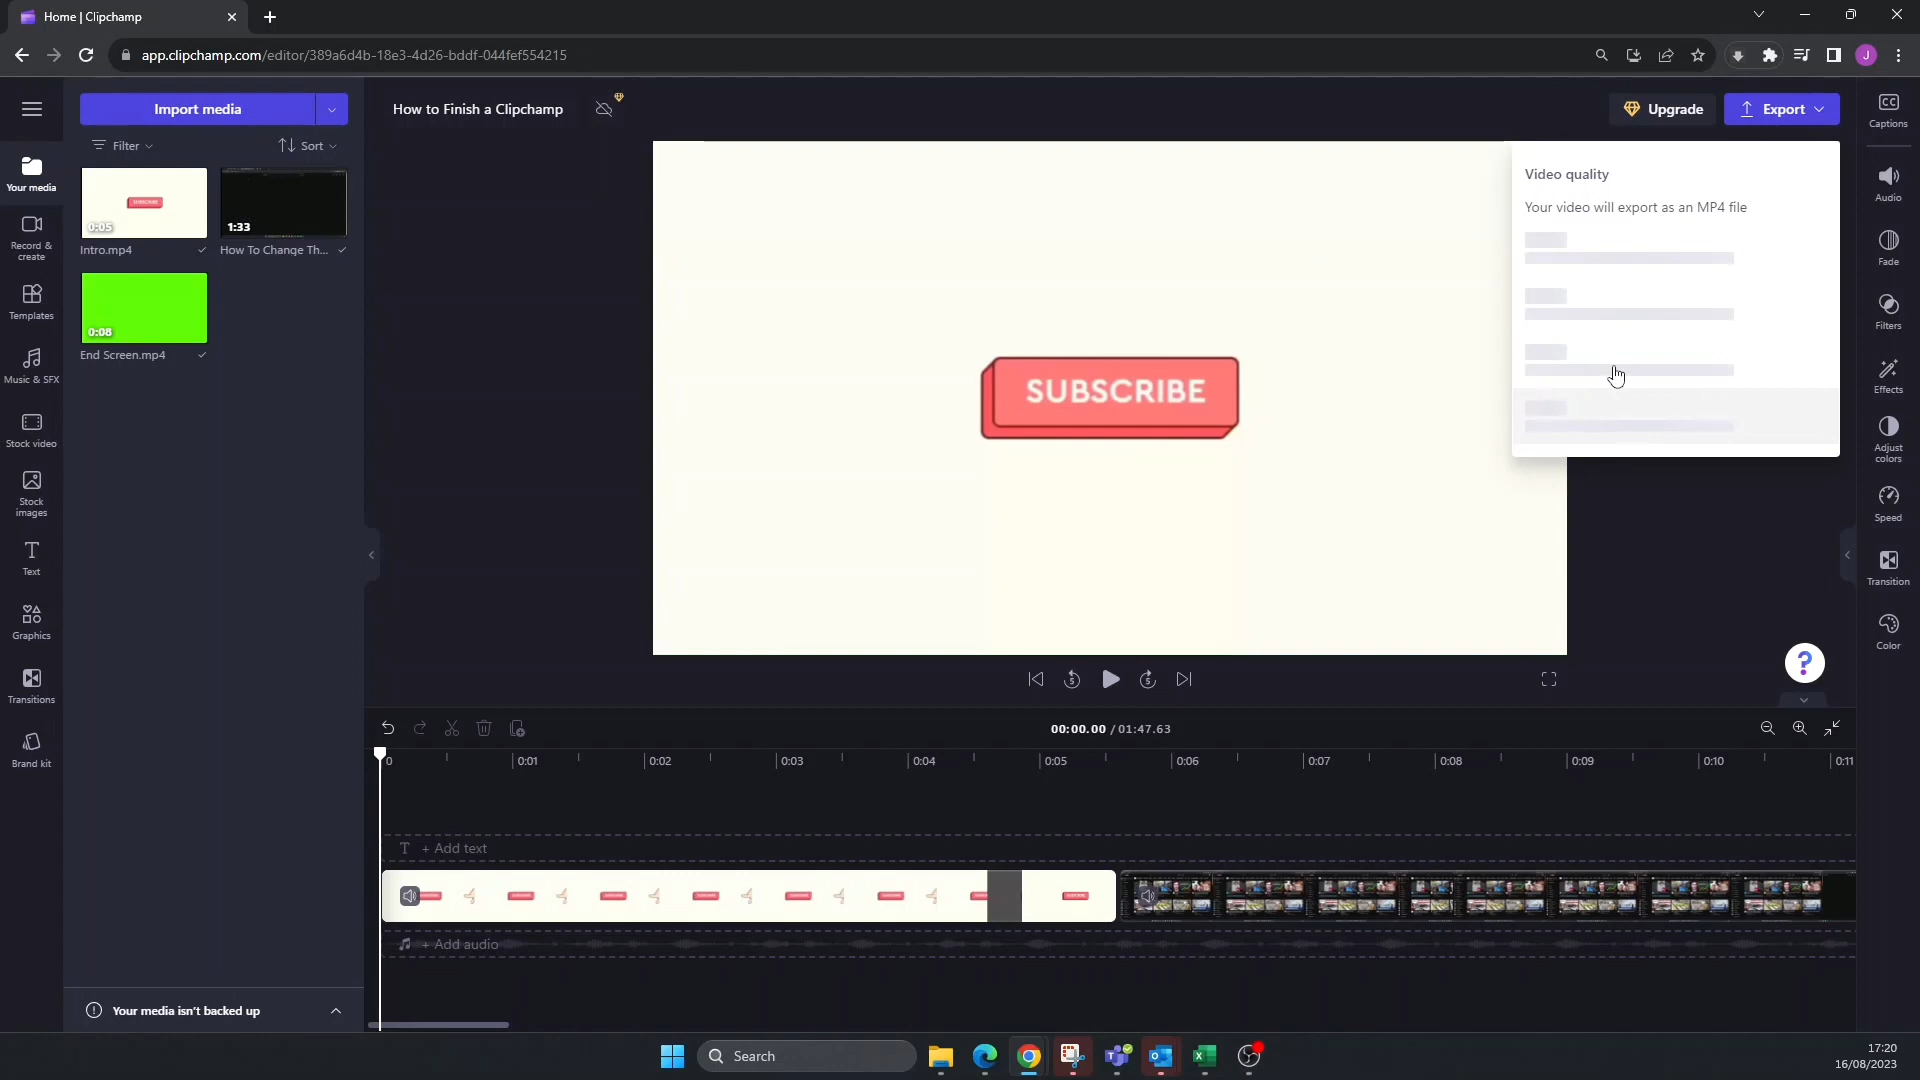 Home | Clipchamp
app.clipchamp.com/editor/389a6d4b-18e3-4d26-bddf-044fef554215
J
Import media
How to Finish a Clipchamp
Upgrade
Export
CC
Captions
Filter
Sort
Video quality
Your video will export as an MP4 file
Your media
SUBSCRIBE
0:05
1:33
Intro.mp4
How To Change Th...
Record &
create
Audio
Fade
Templates
0:08
End Screen.mp4
Filters
Music & SFX
SUBSCRIBE
Effects
Stock video
Adjust
colors
Stock
images
Speed
Text
Transition
Graphics
Color
?
5
5
Transitions
00:00.00 / 01:47.63
Brand kit
0
0:01
0:02
0:03
0:04
0:05
0:06
0:07
0:08
0:09
0:10
0:11
T + Add text
+ Add audio
Your media isn't backed up
Search
17:20
16/08/2023